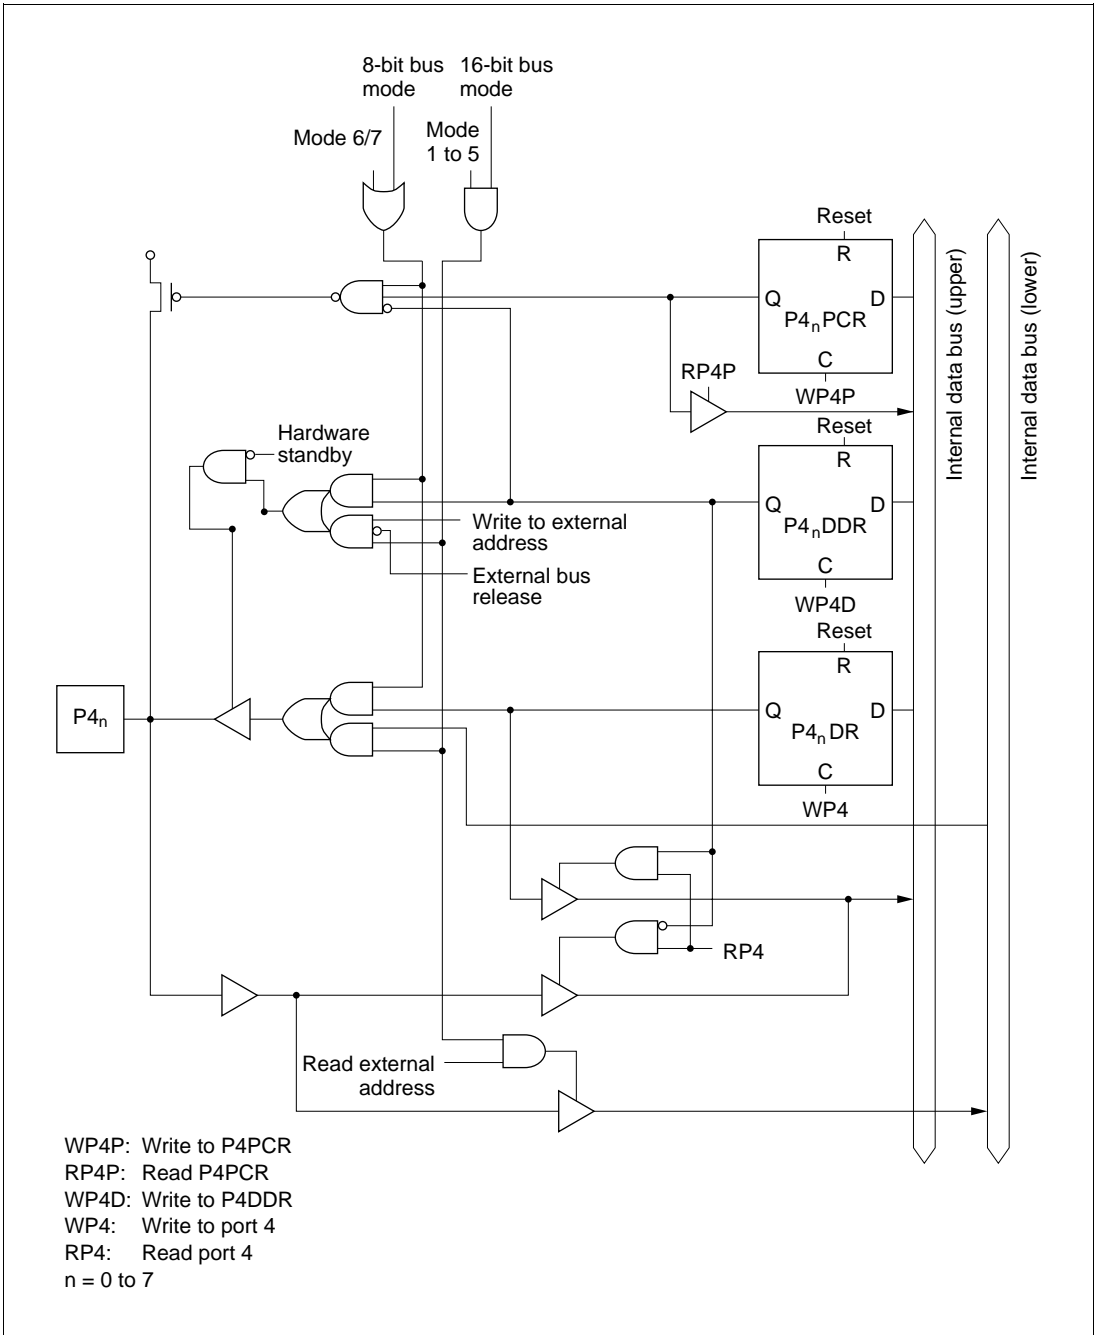 8-bit bus
mode
16-bit bus
mode
Mode 6/7
Mode
1 to 5
Reset
R
Q
D
P4nPCR
C
WP4P
RP4P
Hardware
standby
Write to external
address
External bus
release
Reset
R
Q
D
P4nDDR
C
WP4D
Reset
R
Q
D
P4nDR
C
WP4
P4n
RP4
Read external
address
Internal data bus (upper)
Internal data bus (lower)
WP4P: Write to P4PCR
RP4P: Read P4PCR
WP4D: Write to P4DDR
WP4: Write to port 4
RP4: Read port 4
n = 0 to 7